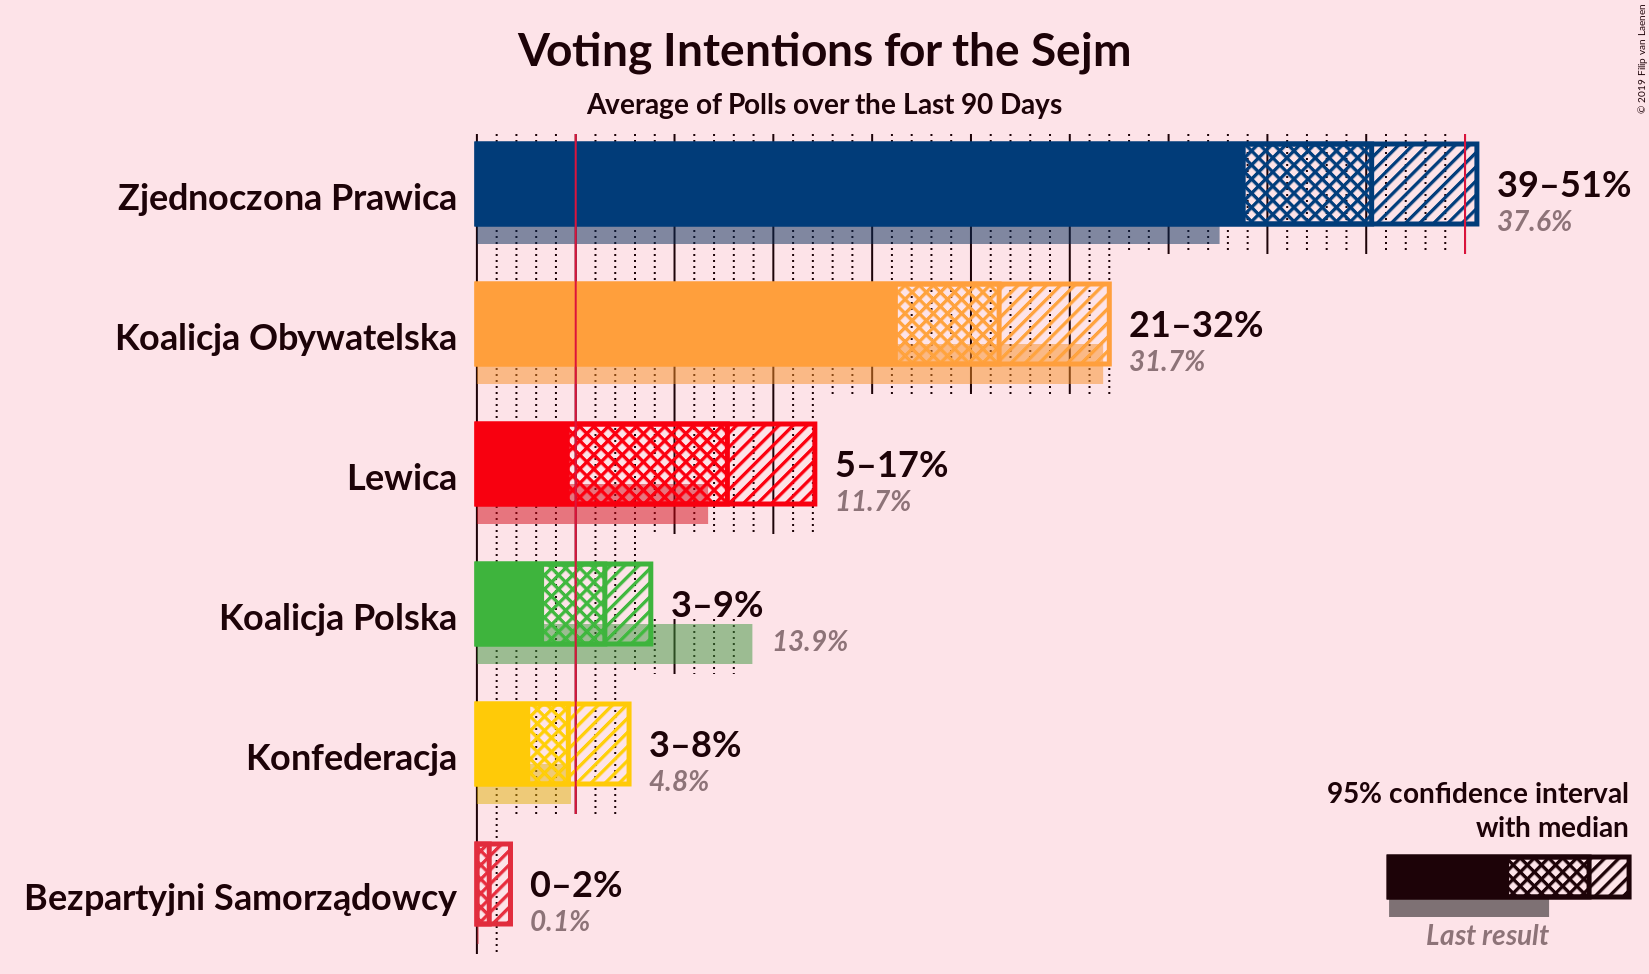 Voting Intentions for the Sejm
Average of Polls over the Last 90 Days
© 2019 Filip van Laenen
Zjednoczona Prawica
39–51%
37.6%
Koalicja Obywatelska
21–32%
31.7%
Lewica
5–17%
11.7%
Koalicja Polska
3–9%
13.9%
Konfederacja
3–8%
4.8%
Bezpartyjni Samorządowcy
0–2%
0.1%
95% confidence interval
with median
Last result